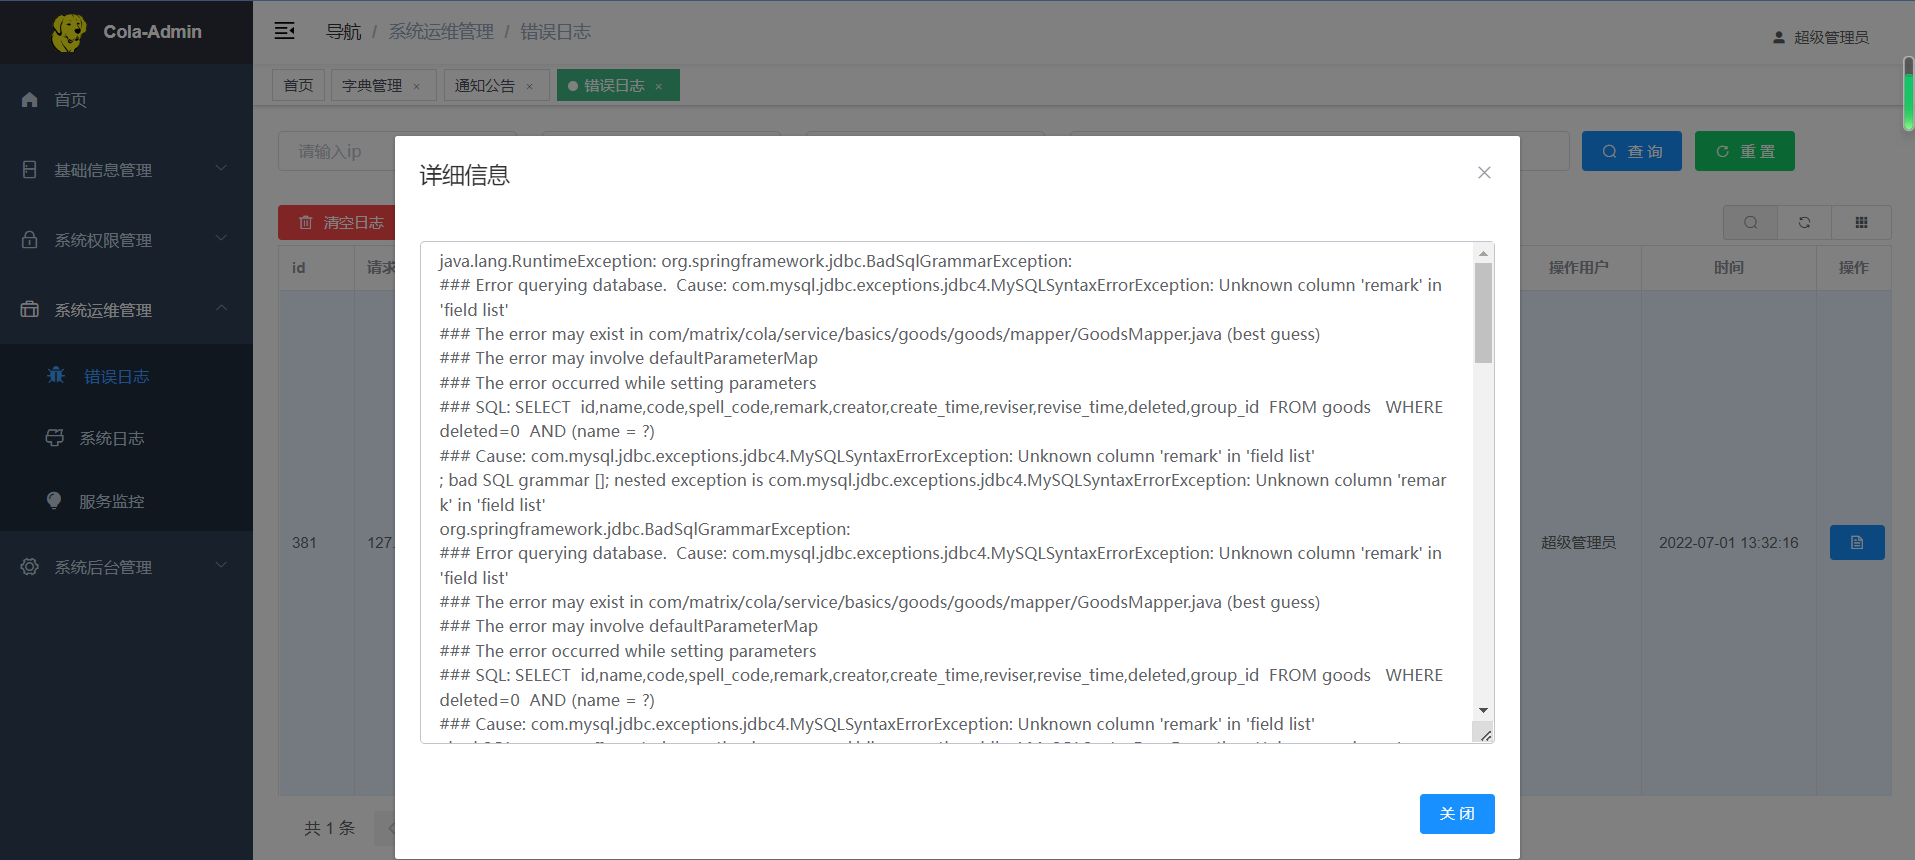 Cola-Admin
导航 / 系统运维管理 / 错误日志
超级管理员
首页
字典管理 ×
通知公告 ×
错误日志 ×
首页
基础信息管理
系统权限管理
系统运维管理
错误日志
系统日志
服务监控
系统后台管理
请输入ip
查 询
重 置
清空日志
id
请求
操作用户
时间
操作
381
127.
超级管理员
2022-07-01 13:32:16
共 1 条
详细信息
java.lang.RuntimeException: org.springframework.jdbc.BadSqlGrammarException:
### Error querying database.  Cause: com.mysql.jdbc.exceptions.jdbc4.MySQLSyntaxErrorException: Unknown column 'remark' in
'field list'
### The error may exist in com/matrix/cola/service/basics/goods/goods/mapper/GoodsMapper.java (best guess)
### The error may involve defaultParameterMap
### The error occurred while setting parameters
### SQL: SELECT  id,name,code,spell_code,remark,creator,create_time,reviser,revise_time,deleted,group_id  FROM goods   WHERE
deleted=0  AND (name = ?)
### Cause: com.mysql.jdbc.exceptions.jdbc4.MySQLSyntaxErrorException: Unknown column 'remark' in 'field list'
; bad SQL grammar []; nested exception is com.mysql.jdbc.exceptions.jdbc4.MySQLSyntaxErrorException: Unknown column 'remar
k' in 'field list'
org.springframework.jdbc.BadSqlGrammarException:
### Error querying database.  Cause: com.mysql.jdbc.exceptions.jdbc4.MySQLSyntaxErrorException: Unknown column 'remark' in
'field list'
### The error may exist in com/matrix/cola/service/basics/goods/goods/mapper/GoodsMapper.java (best guess)
### The error may involve defaultParameterMap
### The error occurred while setting parameters
### SQL: SELECT  id,name,code,spell_code,remark,creator,create_time,reviser,revise_time,deleted,group_id  FROM goods   WHERE
deleted=0  AND (name = ?)
### Cause: com.mysql.jdbc.exceptions.jdbc4.MySQLSyntaxErrorException: Unknown column 'remark' in 'field list'
关 闭